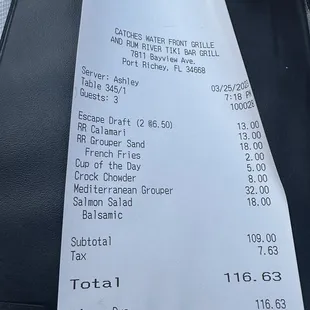 CATCHES WATER FRONT GRILLE
AND RUM RIVER TIKI BAR GRILL
7811 Bayview Ave.
Port Richey, FL 34668
Server: Ashley
Table 345/1
Guests: 3
03/25/202
7:18 PM
100026
Escape Draft (2 @6.50) 13.00
RR Calamari 13.00
RR Grouper Sand 18.00
French Fries 2.00
Cup of the Day 5.00
Crock Chowder 8.00
Mediterranean Grouper 32.00
Salmon Salad 18.00
Balsamic
Subtotal 109.00
Tax 7.63
Total 116.63
116.63